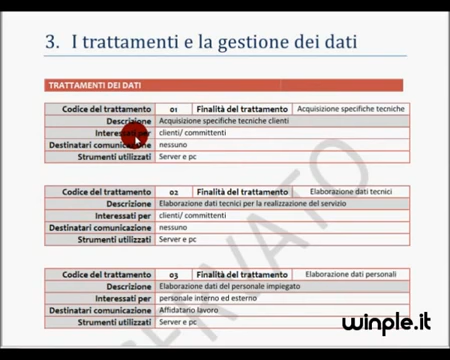 3. I trattamenti e la gestione dei dati
TRATTAMENTI DEI DATI
Codice del trattamento 01 Finalità del trattamento Acquisizione specifiche tecniche
Descrizione Acquisizione specifiche tecniche clienti
Interessati per clienti/ committenti
Destinatari comunicazione nessuno
Strumenti utilizzati Server e pc
Codice del trattamento 02 Finalità del trattamento Elaborazione dati tecnici
Descrizione Elaborazione dati tecnici per la realizzazione del servizio
Interessati per clienti/ committenti
Destinatari comunicazione nessuno
Strumenti utilizzati Server e pc
Codice del trattamento 03 Finalità del trattamento Elaborazione dati personali
Descrizione Elaborazione dati del personale impiegato
Interessati per personale interno ed esterno
Destinatari comunicazione Affidatario lavoro
Strumenti utilizzati Server e pc
winple.it